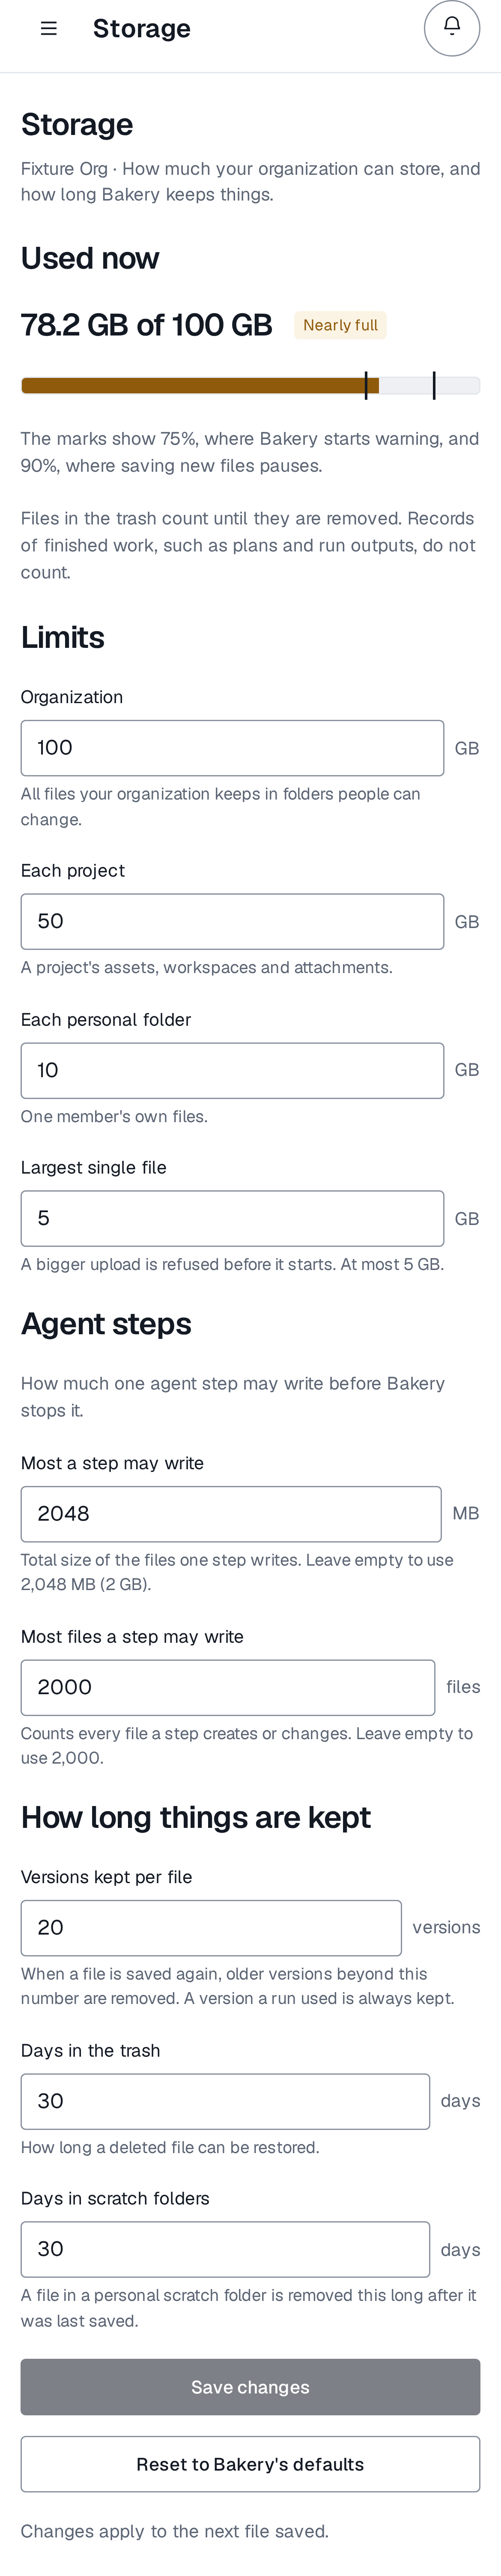 Storage
Storage
Fixture Org · How much your organization can store, and
how long Bakery keeps things.
Used now
78.2 GB of 100 GB
Nearly full
The marks show 75%, where Bakery starts warning, and
90%, where saving new files pauses.
Files in the trash count until they are removed. Records
of finished work, such as plans and run outputs, do not
count.
Limits
Organization
100
GB
All files your organization keeps in folders people can
change.
Each project
50
GB
A project's assets, workspaces and attachments.
Each personal folder
10
GB
One member's own files.
Largest single file
5
GB
A bigger upload is refused before it starts. At most 5 GB.
Agent steps
How much one agent step may write before Bakery
stops it.
Most a step may write
2048
MB
Total size of the files one step writes. Leave empty to use
2,048 MB (2 GB).
Most files a step may write
2000
files
Counts every file a step creates or changes. Leave empty to
use 2,000.
How long things are kept
Versions kept per file
20
versions
When a file is saved again, older versions beyond this
number are removed. A version a run used is always kept.
Days in the trash
30
days
How long a deleted file can be restored.
Days in scratch folders
30
days
A file in a personal scratch folder is removed this long after it
was last saved.
Save changes
Reset to Bakery's defaults
Changes apply to the next file saved.